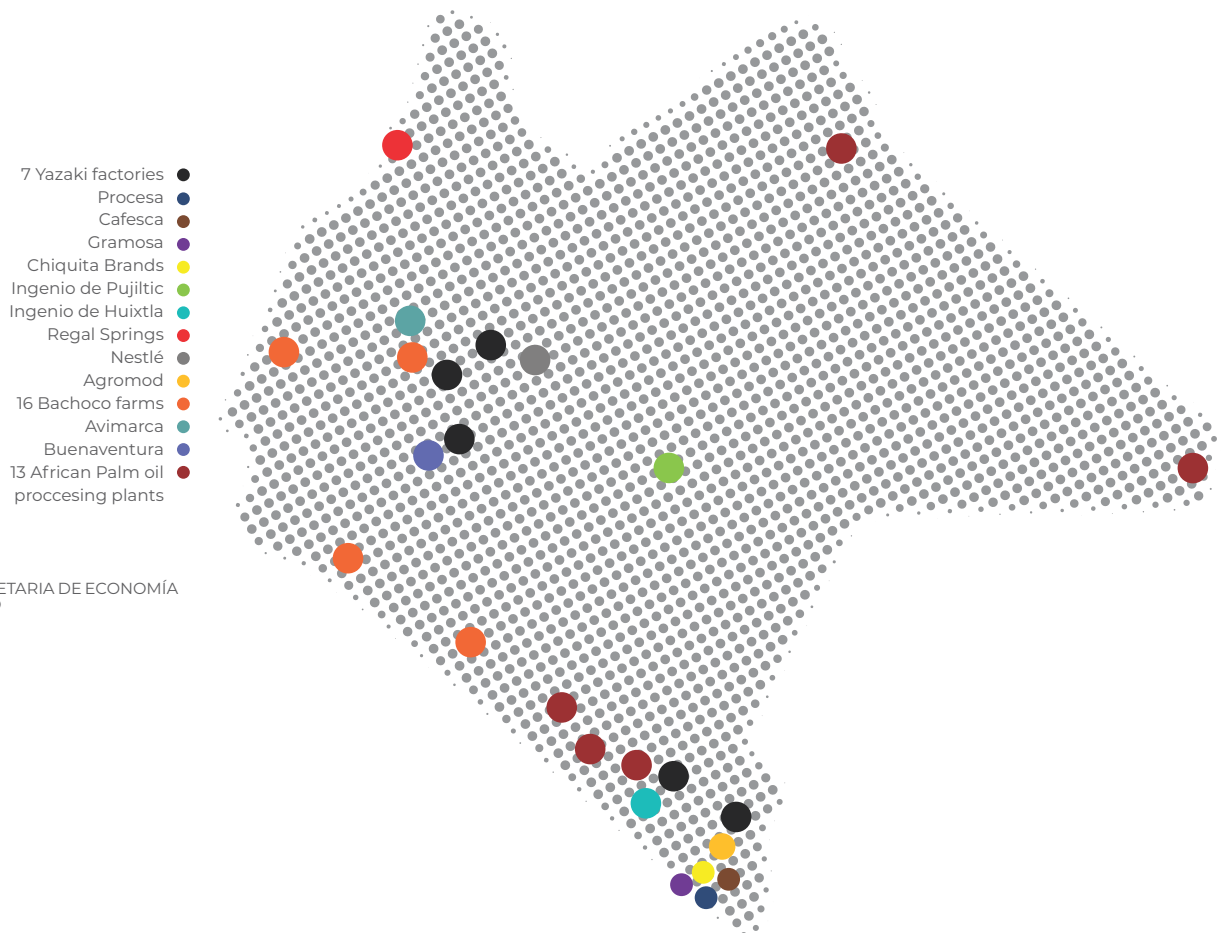 7 Yazaki factories
Procesa
Cafesca
Gramosa
Chiquita Brands
Ingenio de Pujiltic
Ingenio de Huixtla
Regal Springs
Nestlé
Agromod
16 Bachoco farms
Avimarca
Buenaventura
13 African Palm oil
proccesing plants
ETARIA DE ECONOMÍA